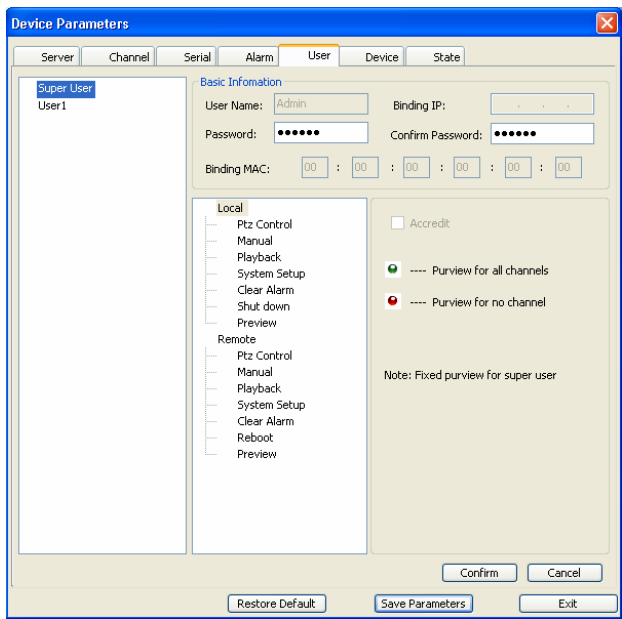 Device Parameters
Server Channel Serial Alarm User Device State
Super User
User1
Basic Infomation
User Name: Admin Binding IP: . . .
Password: ●●●●●● Confirm Password: ●●●●●●
Binding MAC: 00 : 00 : 00 : 00 : 00 : 00
Local
Ptz Control
Manual
Playback
System Setup
Clear Alarm
Shut down
Preview
Remote
Ptz Control
Manual
Playback
System Setup
Clear Alarm
Reboot
Preview
Accredit
---- Purview for all channels
---- Purview for no channel
Note: Fixed purview for super user
Confirm Cancel
Restore Default Save Parameters Exit